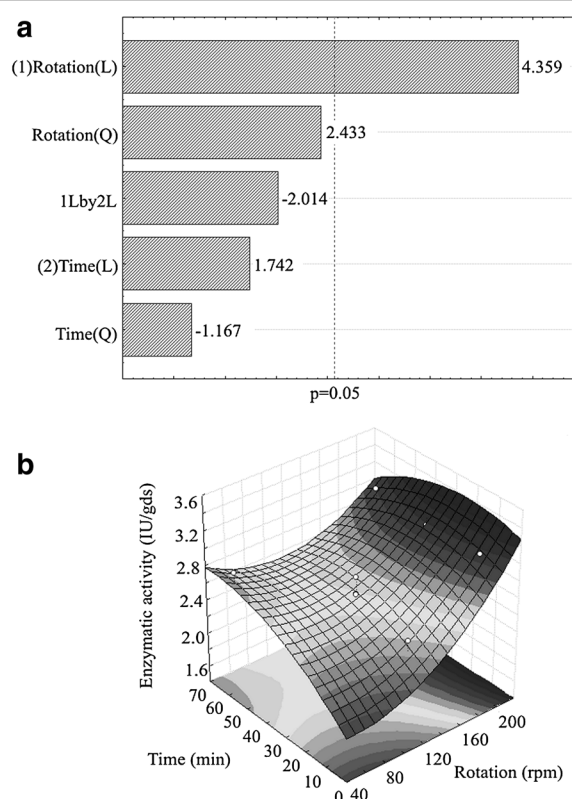 a
(1)Rotation(L)
4.359
Rotation(Q)
2.433
1Lby2L
-2.014
(2)Time(L)
1.742
Time(Q)
-1.167
p=0.05
b
Enzymatic activity (IU/gds)
3.6
3.2
2.8
2.4
2.0
1.6
70
60
50
40
30
20
10
0
Time (min)
40
80
120
160
200
Rotation (rpm)